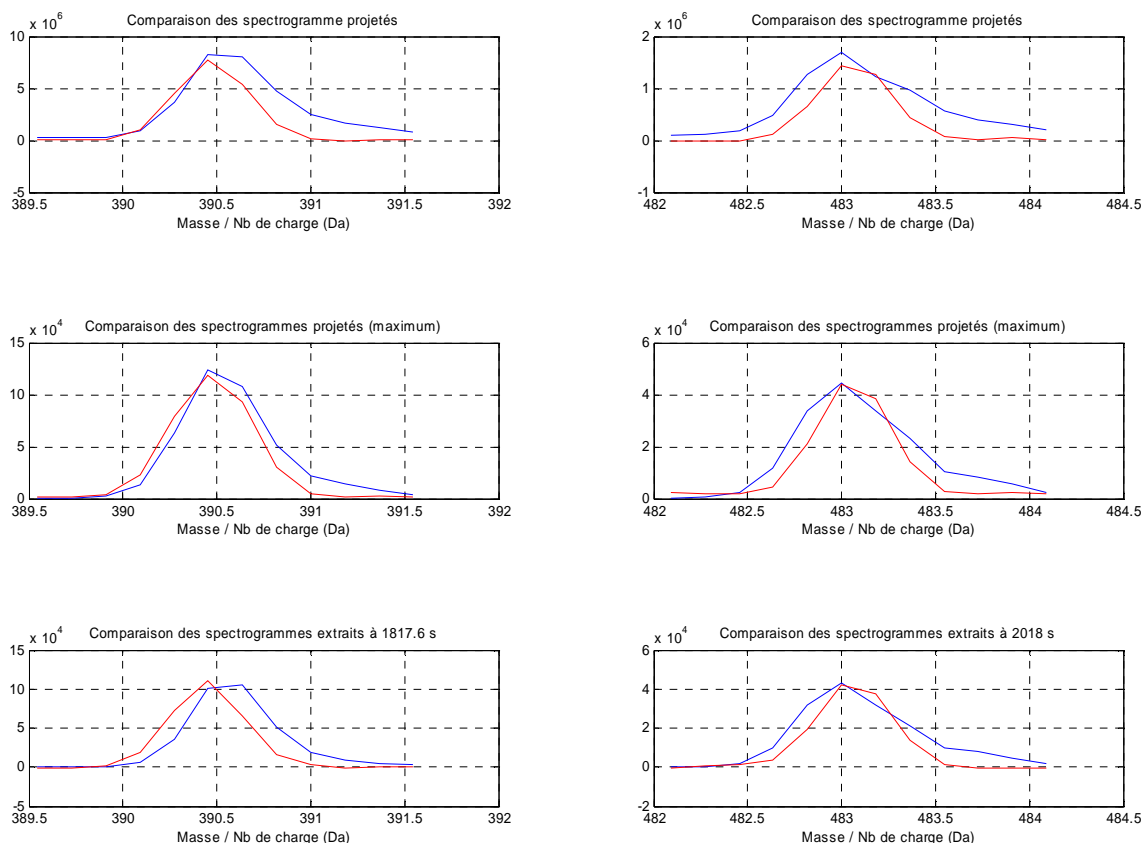 x 10^6
Comparaison des spectrogramme projetés
10
5
0
-5
389.5 390 390.5 391 391.5 392
Masse / Nb de charge (Da)
x 10^6
Comparaison des spectrogramme projetés
2
1
0
-1
482 482.5 483 483.5 484 484.5
Masse / Nb de charge (Da)
x 10^4
Comparaison des spectrogrammes projetés (maximum)
15
10
5
0
389.5 390 390.5 391 391.5 392
Masse / Nb de charge (Da)
x 10^4
Comparaison des spectrogrammes projetés (maximum)
6
4
2
0
482 482.5 483 483.5 484 484.5
Masse / Nb de charge (Da)
x 10^4
Comparaison des spectrogrammes extraits à 1817.6 s
15
10
5
0
-5
389.5 390 390.5 391 391.5 392
Masse / Nb de charge (Da)
x 10^4
Comparaison des spectrogrammes extraits à 2018 s
6
4
2
0
-2
482 482.5 483 483.5 484 484.5
Masse / Nb de charge (Da)